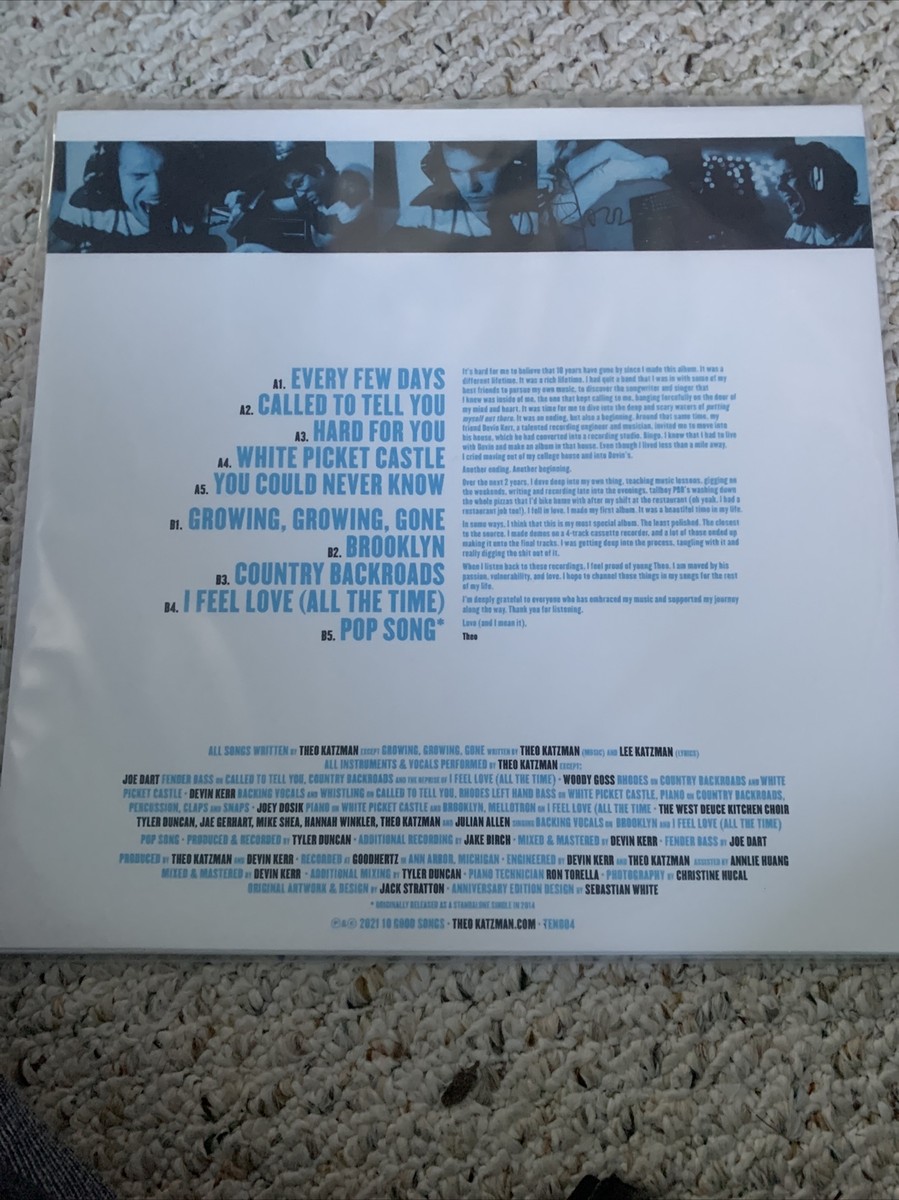 A1. EVERY FEW DAYS
A2. CALLED TO TELL YOU
A3. HARD FOR YOU
A4. WHITE PICKET CASTLE
A5. YOU COULD NEVER KNOW
B1. GROWING, GROWING, GONE
B2. BROOKLYN
B3. COUNTRY BACKROADS
B4. I FEEL LOVE (ALL THE TIME)
B5. POP SONG*
It's hard for me to believe that 10 years have gone by since I made this album. It was a
different lifetime. It was a rich lifetime. I had quit a band that I was in with some of my
best friends to pursue my own music, to discover the songwriter and singer that
I knew was inside of me, the one that kept calling to me, banging forcefully on the door of
my mind and heart. It was time for me to dive into the deep and scary waters of putting
myself out there. It was an ending, but also a beginning. Around that same time, my
friend Devin Kerr, a talented recording engineer and musician, invited me to move into
his house, which he had converted into a recording studio. Bingo. I knew that I had to live
with Devin and make an album in that house. Even though I lived less than a mile away,
I cried moving out of my college house and into Devin's.
Another ending. Another beginning.
Over the next 2 years, I dove deep into my own thing, teaching music lessons, gigging on
the weekends, writing and recording late into the evenings, tallboy PBR's washing down
the whole pizzas that I'd bike home with after my shift at the restaurant (oh yeah, I had a
restaurant job too!). I fell in love. I made my first album. It was a beautiful time in my life.
In some ways, I think that this is my most special album. The least polished. The closest
to the source. I made demos on a 4-track cassette recorder, and a lot of those ended up
making it onto the final tracks. I was getting deep into the process, tangling with it and
really digging the shit out of it.
When I listen back to these recordings, I feel proud of young Theo. I am moved by his
passion, vulnerability, and love. I hope to channel those things in my songs for the rest
of my life.
I'm deeply grateful to everyone who has embraced my music and supported my journey
along the way. Thank you for listening.
Love (and I mean it),
Theo
ALL SONGS WRITTEN BY THEO KATZMAN EXCEPT GROWING, GROWING, GONE WRITTEN BY THEO KATZMAN (MUSIC) AND LEE KATZMAN (LYRICS)
ALL INSTRUMENTS & VOCALS PERFORMED BY THEO KATZMAN EXCEPT:
JOE DART FENDER BASS ON CALLED TO TELL YOU, COUNTRY BACKROADS AND THE REPRISE OF I FEEL LOVE (ALL THE TIME) • WOODY GOSS RHODES ON COUNTRY BACKROADS AND WHITE
PICKET CASTLE • DEVIN KERR BACKING VOCALS AND WHISTLING ON CALLED TO TELL YOU, RHODES LEFT HAND BASS ON WHITE PICKET CASTLE, PIANO ON COUNTRY BACKROADS,
PERCUSSION, CLAPS AND SNAPS • JOEY DOSIK PIANO ON WHITE PICKET CASTLE AND BROOKLYN, MELLOTRON ON I FEEL LOVE (ALL THE TIME) • THE WEST DEUCE KITCHEN CHOIR
TYLER DUNCAN, JAE GERHART, MIKE SHEA, HANNAH WINKLER, THEO KATZMAN AND JULIAN ALLEN SINGING BACKING VOCALS ON BROOKLYN AND I FEEL LOVE (ALL THE TIME)
POP SONG • PRODUCED & RECORDED BY TYLER DUNCAN • ADDITIONAL RECORDING BY JAKE BIRCH • MIXED & MASTERED BY DEVIN KERR • FENDER BASS BY JOE DART
PRODUCED BY THEO KATZMAN AND DEVIN KERR • RECORDED AT GOODHERTZ IN ANN ARBOR, MICHIGAN • ENGINEERED BY DEVIN KERR AND THEO KATZMAN ASSISTED BY ANNLIE HUANG
MIXED & MASTERED BY DEVIN KERR • ADDITIONAL MIXING BY TYLER DUNCAN • PIANO TECHNICIAN RON TORELLA • PHOTOGRAPHY BY CHRISTINE HUCAL
ORIGINAL ARTWORK & DESIGN BY JACK STRATTON • ANNIVERSARY EDITION DESIGN BY SEBASTIAN WHITE
* ORIGINALLY RELEASED AS A STANDALONE SINGLE IN 2014
℗ & © 2021 10 GOOD SONGS • THEO KATZMAN.COM • TEN004